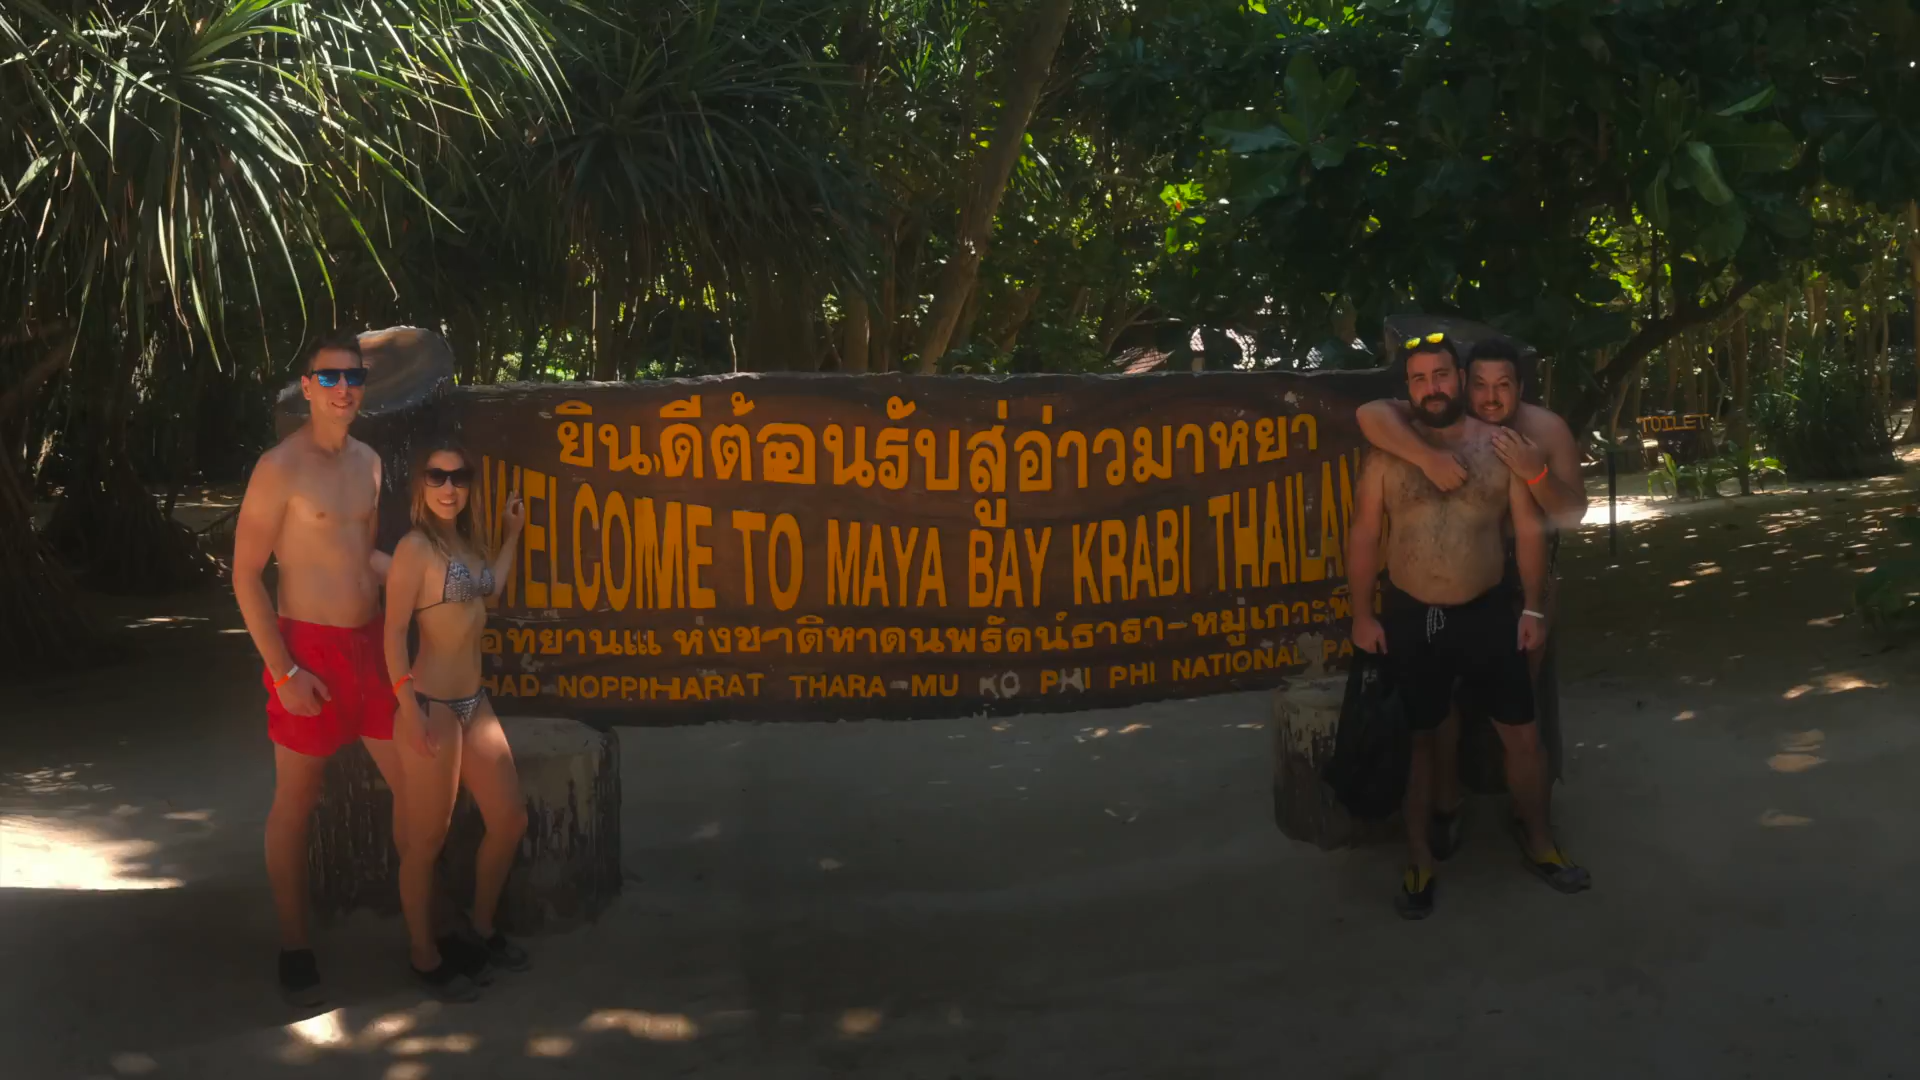 ยินดีต้อนรับสู่อ่าวมาหยา
WELCOME TO MAYA BAY KRABI THAILAN
อุทยานแห่งชาติหาดนพรัตน์ธารา-หมู่เกาะพีพี
HAD NOPPHARAT THARA-MU KO PHI PHI NATIONAL PA
TOILET